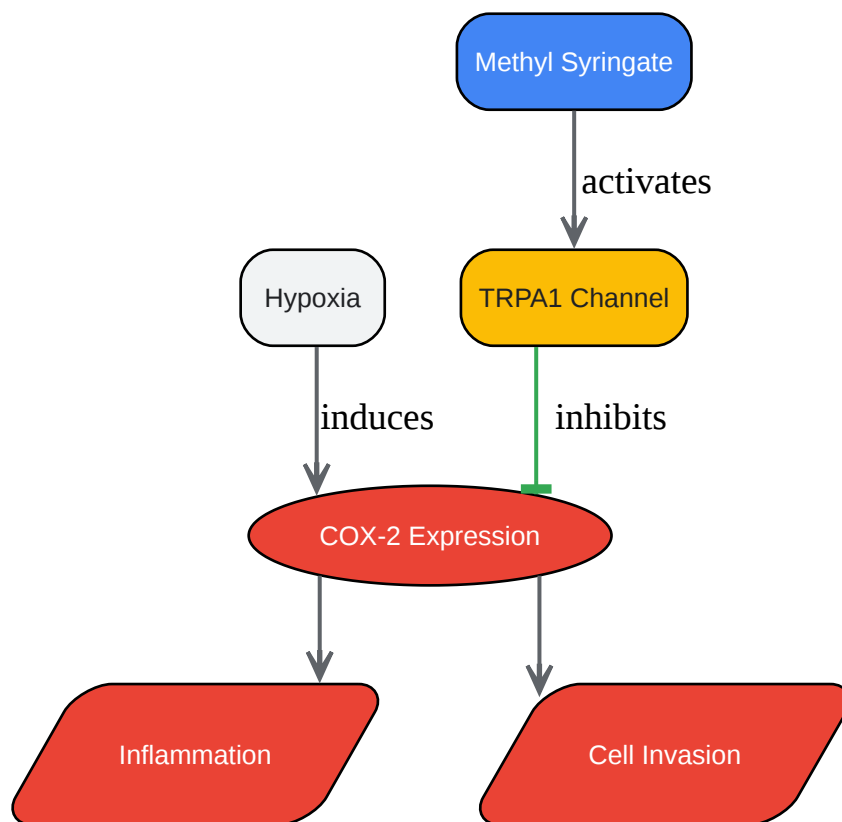 Methyl Syringate
activates
Hypoxia
TRPA1 Channel
induces
inhibits
COX-2 Expression
Inflammation
Cell Invasion